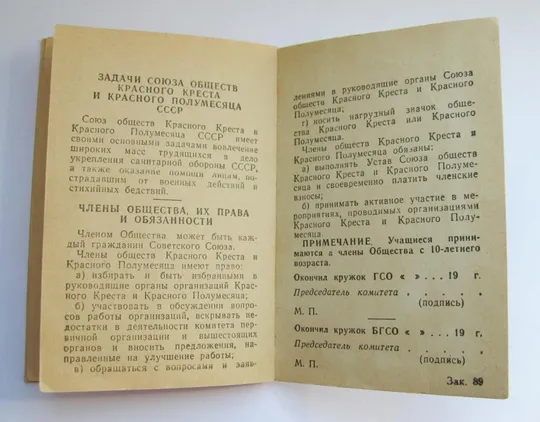 ЗАДАЧИ СОЮЗА ОБЩЕСТВ
КРАСНОГО КРЕСТА
И КРАСНОГО ПОЛУМЕСЯЦА
СССР
Союз обществ Красного Креста и
Красного Полумесяца СССР имеет
своими основными задачами вовлечение
широких масс трудящихся в дело
укрепления санитарной обороны СССР,
а также оказание помощи лицам, по-
страдавшим от военных действий и
стихийных бедствий.
ЧЛЕНЫ ОБЩЕСТВА, ИХ ПРАВА
И ОБЯЗАННОСТИ
Членом Общества может быть каж-
дый гражданин Советского Союза.
Члены обществ Красного Креста и
Красного Полумесяца имеют право:
а) избирать и быть избранными в
руководящие органы организаций Крас-
ного Креста и Красного Полумесяца;
б) участвовать в обсуждении вопро-
сов работы организаций, вскрывать не-
достатки в деятельности комитета пер-
вичной организации и вышестоящих
органов и вносить предложения, на-
правленные на улучшение работы;
в) обращаться с вопросами и заяв-
лениями в руководящие органы Союза
обществ Красного Креста и Красного
Полумесяца;
г) носить нагрудный значок обще-
ства Красного Креста или Красного
Полумесяца.
Члены обществ Красного Креста и
Красного Полумесяца обязаны:
а) выполнять Устав Союза обществ
Красного Креста и Красного Полумеся-
ца и своевременно платить членские
взносы;
б) принимать активное участие в ме-
роприятиях, проводимых организациями
Красного Креста и Красного Полу-
месяца.
ПРИМЕЧАНИЕ. Учащиеся прини-
маются в члены Общества с 10-летнего
возраста.
Окончил кружок ГСО « » . . . 19 г.
Председатель комитета . . . . .
(подпись)
М. П.
Окончил кружок БГСО « » . . . 19 г.
Председатель комитета . . . . .
(подпись)
М. П.
Зак. 89